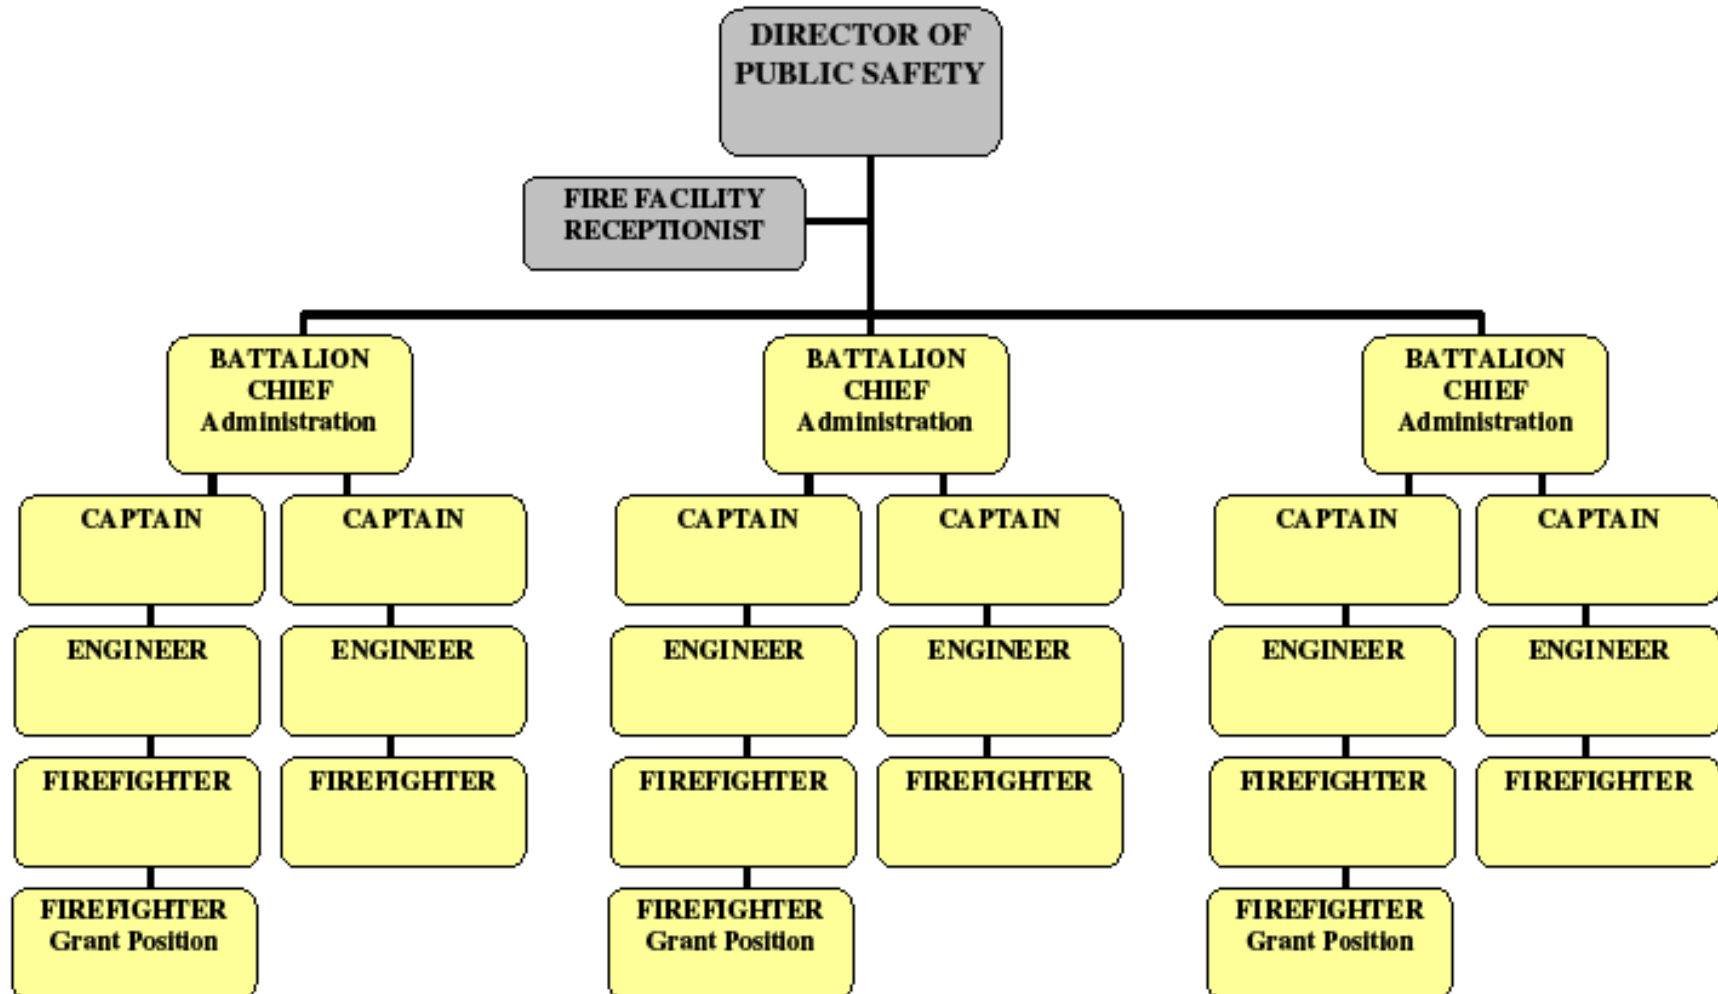 DIRECTOR OF
PUBLIC SAFETY
FIRE FACILITY
RECEPTIONIST
BATTALION
CHIEF
Administration
BATTALION
CHIEF
Administration
BATTALION
CHIEF
Administration
CAPTAIN
CAPTAIN
CAPTAIN
CAPTAIN
CAPTAIN
CAPTAIN
ENGINEER
ENGINEER
ENGINEER
ENGINEER
ENGINEER
ENGINEER
FIREFIGHTER
FIREFIGHTER
FIREFIGHTER
FIREFIGHTER
FIREFIGHTER
FIREFIGHTER
FIREFIGHTER
Grant Position
FIREFIGHTER
Grant Position
FIREFIGHTER
Grant Position